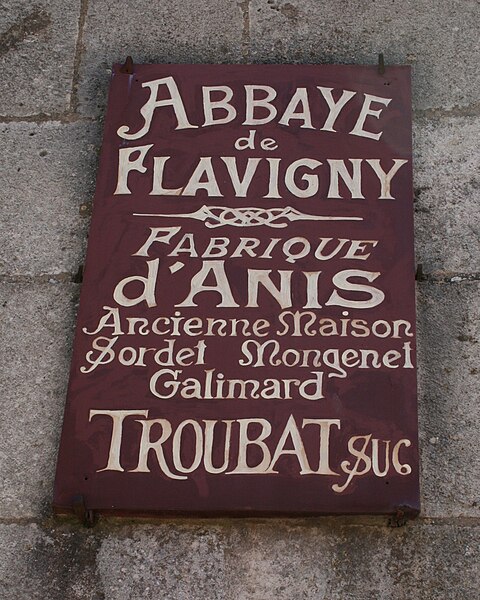 ABBAYE
de
FLAVIGNY
FABRIQUE
d'ANIS
Ancienne Maison
Sordet Mongenet
Galimard
TROUBAT SUC